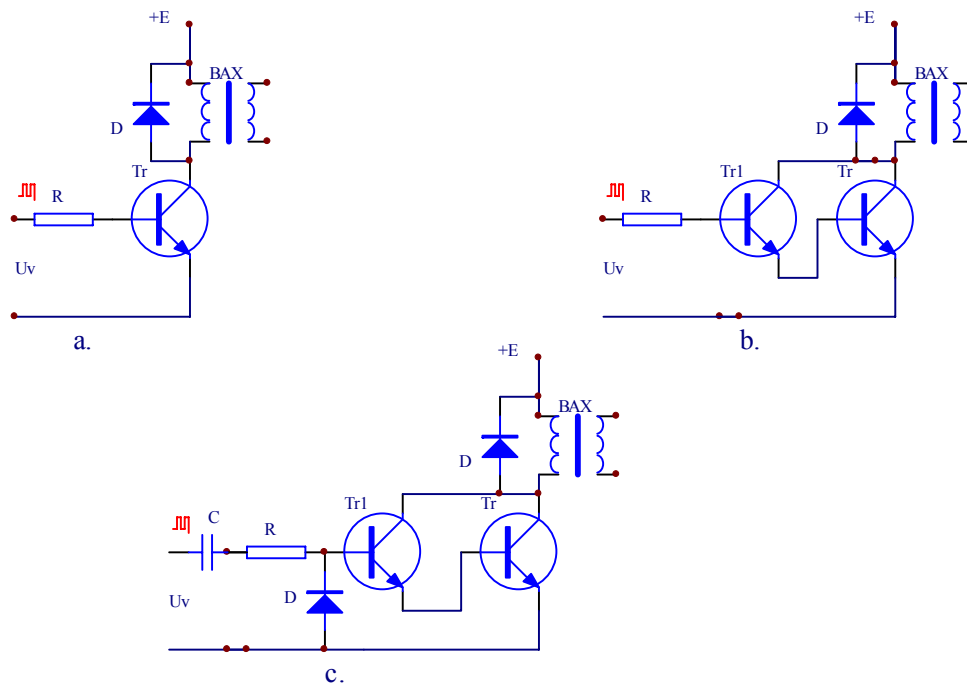 +E
BAX
D
Tr
R
Uv
a.
+E
BAX
D
Tr1
Tr
R
Uv
b.
+E
BAX
D
Tr1
Tr
C
R
D
Uv
c.